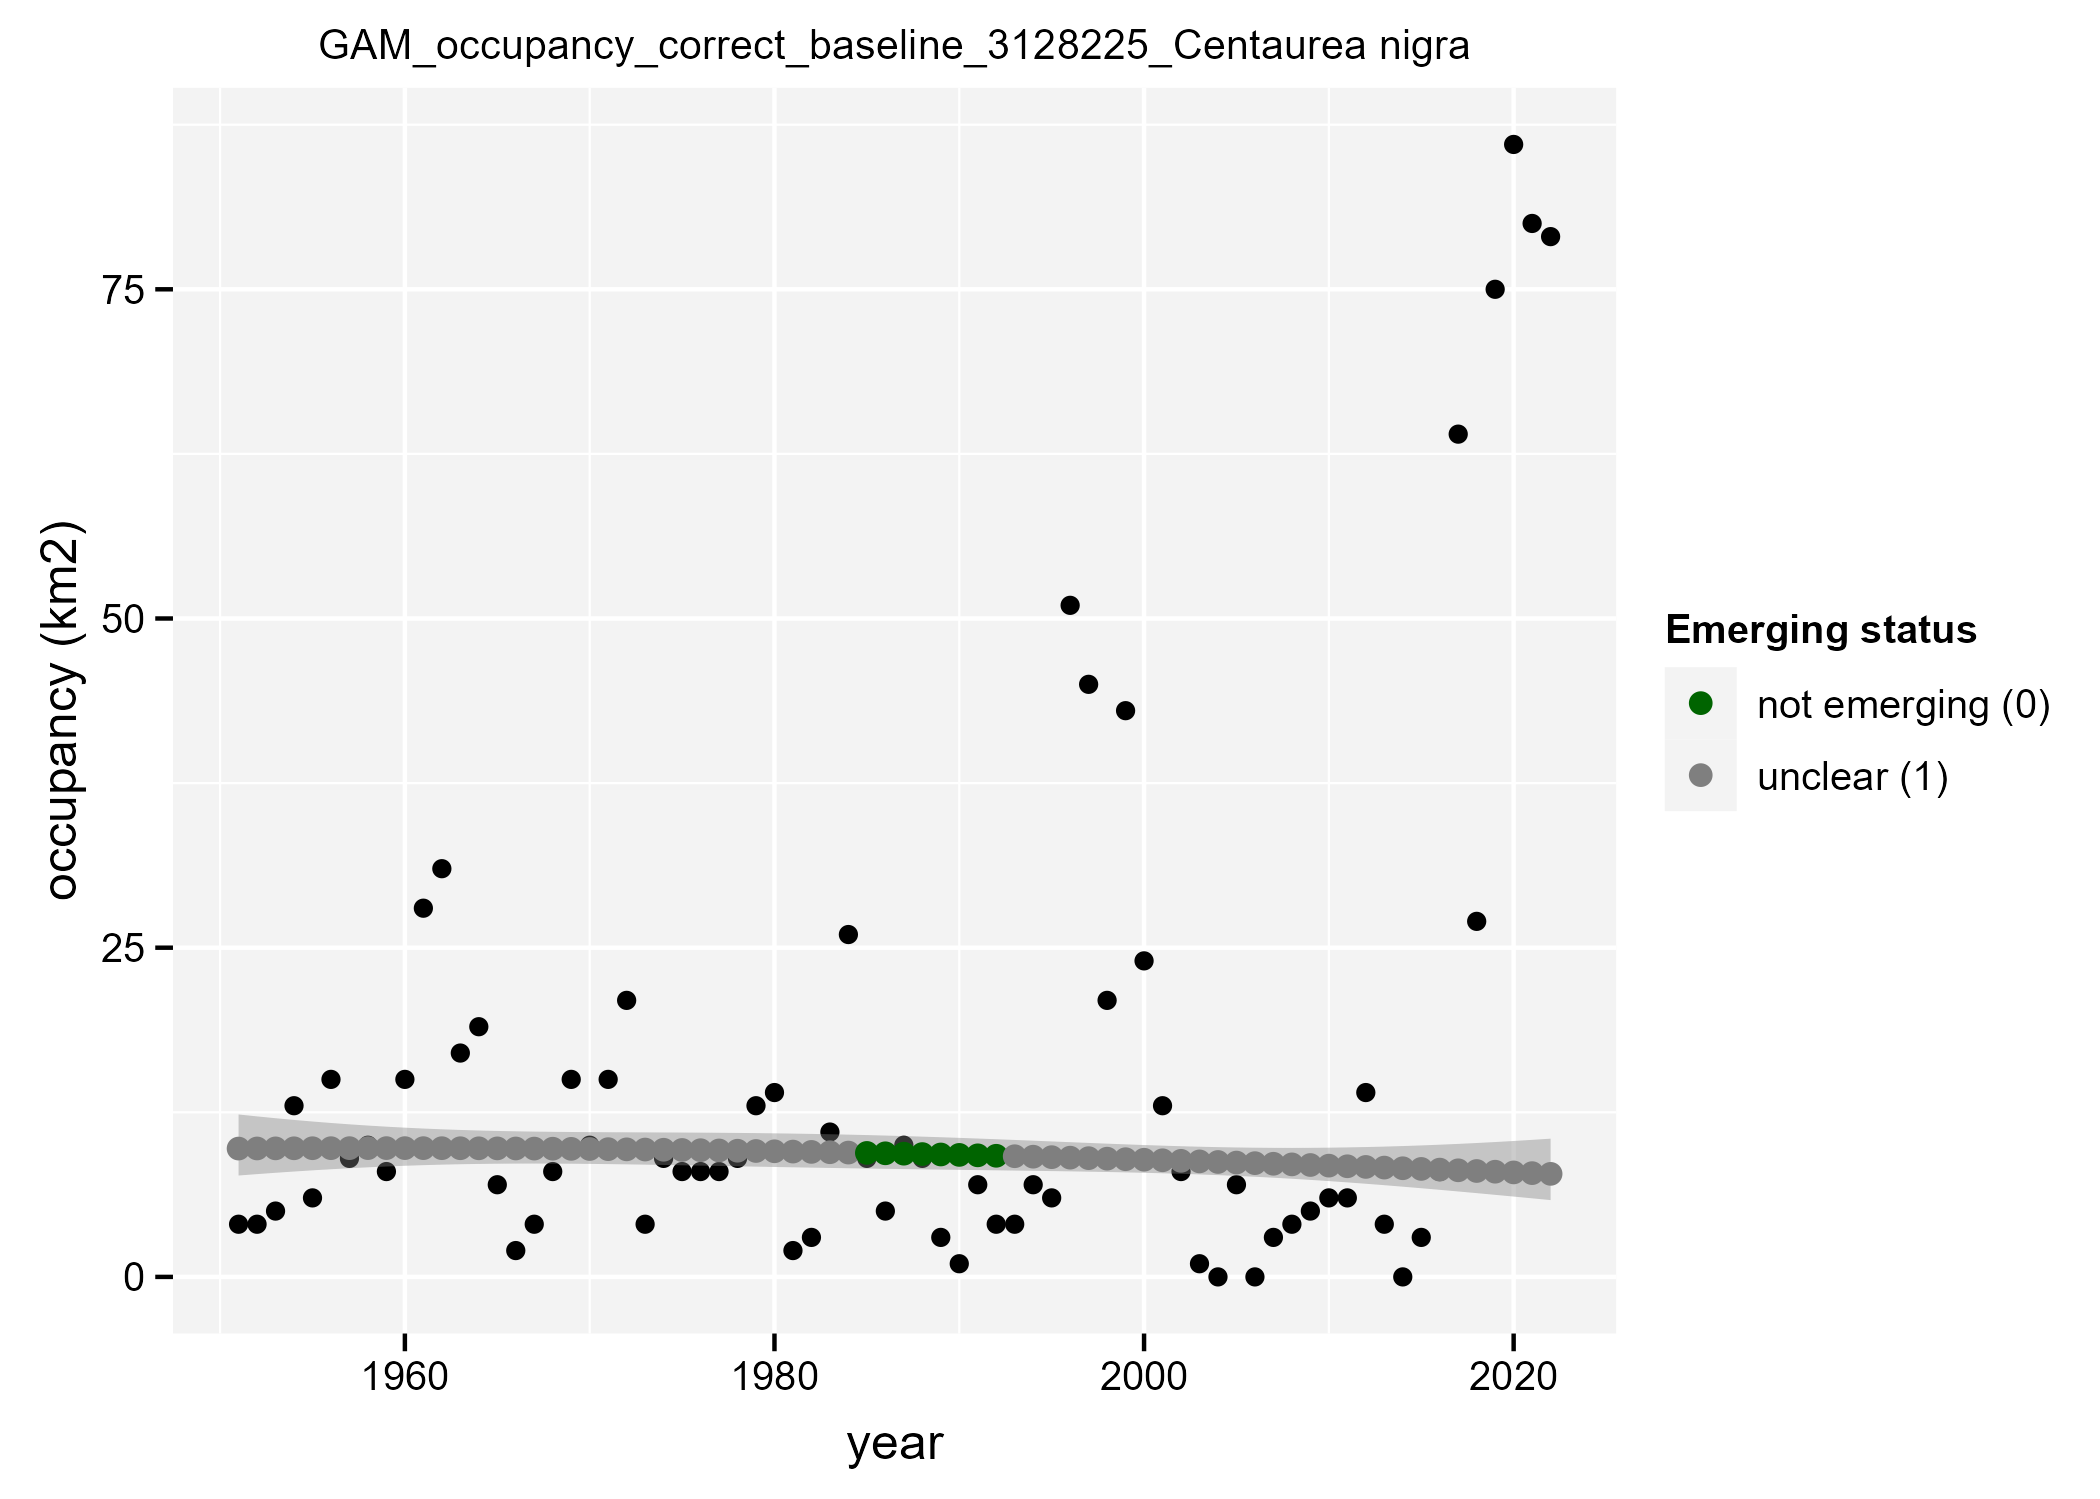 GAM_occupancy_correct_baseline_3128225_Centaurea nigra
75
50
25
0
occupancy (km2)
1960
1980
2000
2020
year
Emerging status
not emerging (0)
unclear (1)